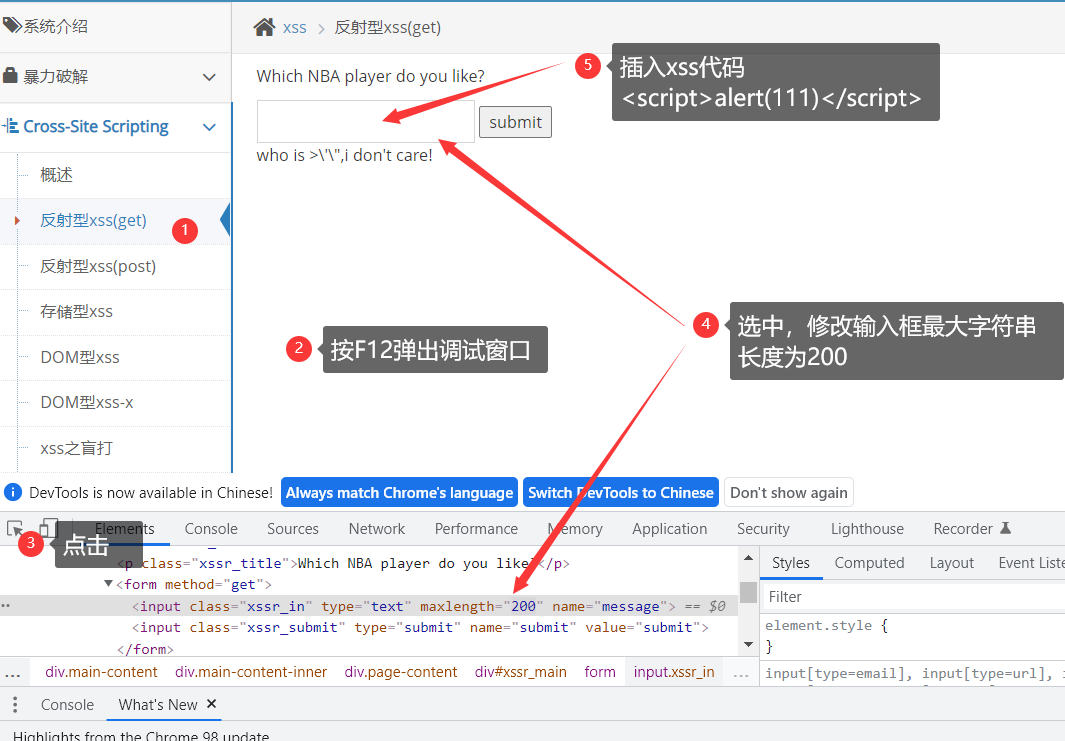 系统介绍
暴力破解
Cross-Site Scripting
概述
反射型xss(get)
反射型xss(post)
存储型xss
DOM型xss
DOM型xss-x
xss之盲打
xss
反射型xss(get)
Which NBA player do you like?
submit
who is >\'\",i don't care!
1
2
按F12弹出调试窗口
3
点击
4
选中，修改输入框最大字符串
长度为200
5
插入xss代码
<script>alert(111)</script>
DevTools is now available in Chinese!
Always match Chrome's language
Switch DevTools to Chinese
Don't show again
Elements
Console
Sources
Network
Performance
Memory
Application
Security
Lighthouse
Recorder
<p class="xssr_title">Which NBA player do you like?</p>
<form method="get">
<input class="xssr_in" type="text" maxlength="200" name="message"> == $0
<input class="xssr_submit" type="submit" name="submit" value="submit">
</form>
Styles
Computed
Layout
Event Liste
Filter
element.style {
}
input[type=email], input[type=url],
...
div.main-content
div.main-content-inner
div.page-content
div#xssr_main
form
input.xssr_in
...
Console
What's New
Highlights from the Chrome 98 update